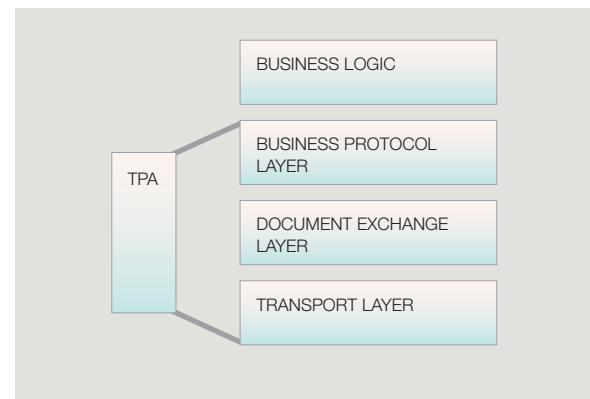 BUSINESS LOGIC
BUSINESS PROTOCOL
LAYER
TPA
DOCUMENT EXCHANGE
LAYER
TRANSPORT LAYER